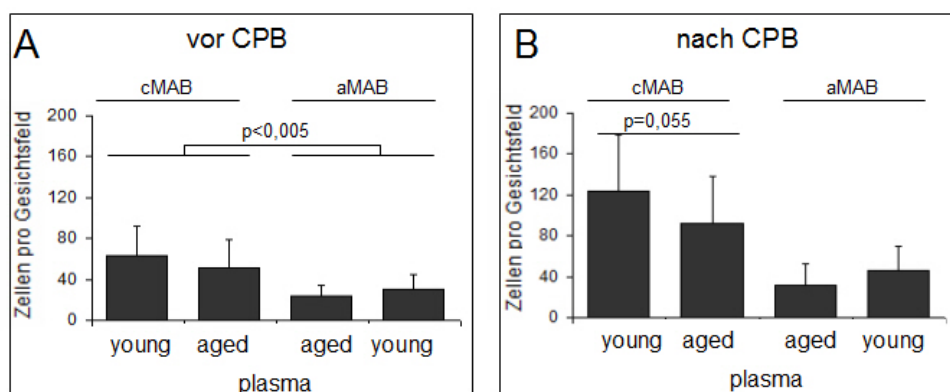 A
vor CPB
cMAB aMAB
p<0,005
Zellen pro Gesichtsfeld
200
160
120
80
40
0
young aged aged young
plasma
B
nach CPB
cMAB aMAB
p=0,055
Zellen pro Gesichtsfeld
200
160
120
80
40
0
young aged aged young
plasma